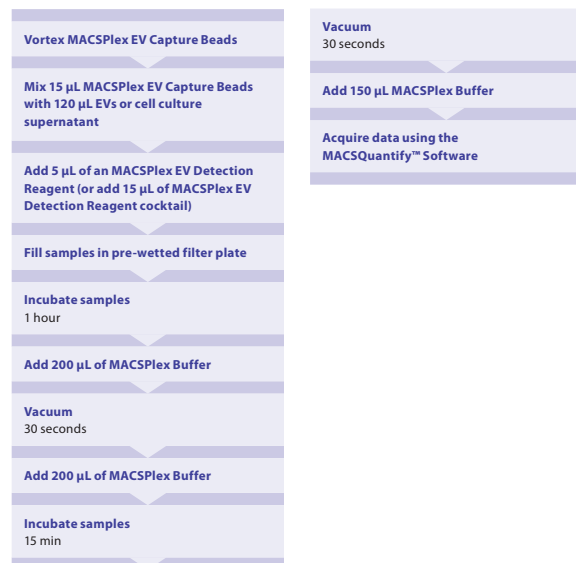 Vortex MACSPlex EV Capture Beads
Mix 15 µL MACSPlex EV Capture Beads
with 120 µL EVs or cell culture
supernatant
Add 5 µL of an MACSPlex EV Detection
Reagent (or add 15 µL of MACSPlex EV
Detection Reagent cocktail)
Fill samples in pre-wetted filter plate
Incubate samples
1 hour
Add 200 µL of MACSPlex Buffer
Vacuum
30 seconds
Add 200 µL of MACSPlex Buffer
Incubate samples
15 min
Vacuum
30 seconds
Add 150 µL MACSPlex Buffer
Acquire data using the
MACSQuantify™ Software